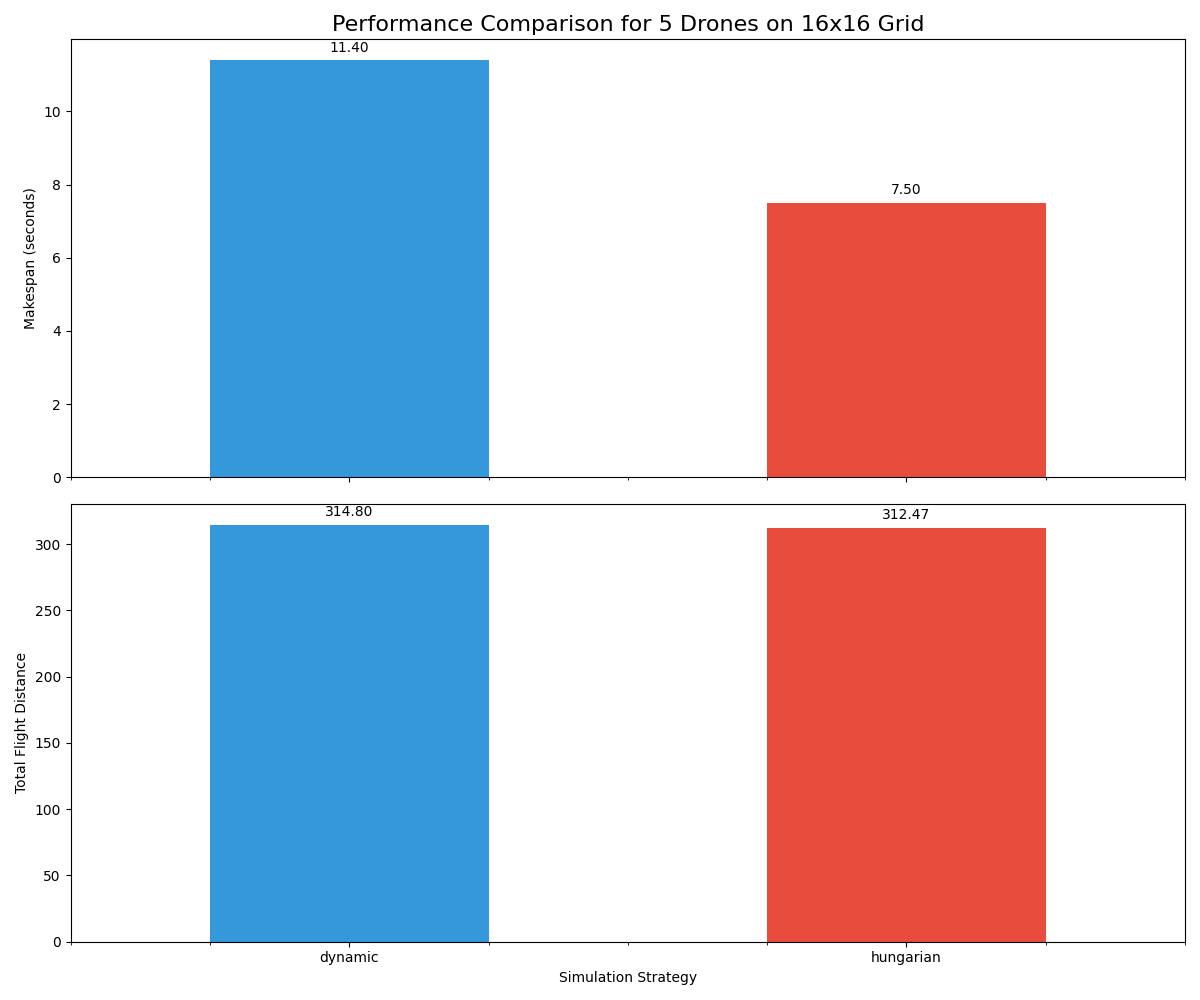 Performance Comparison for 5 Drones on 16x16 Grid
11.40
7.50
10
8
6
4
2
0
Makespan (seconds)
314.80
312.47
300
250
200
150
100
50
0
Total Flight Distance
dynamic
hungarian
Simulation Strategy